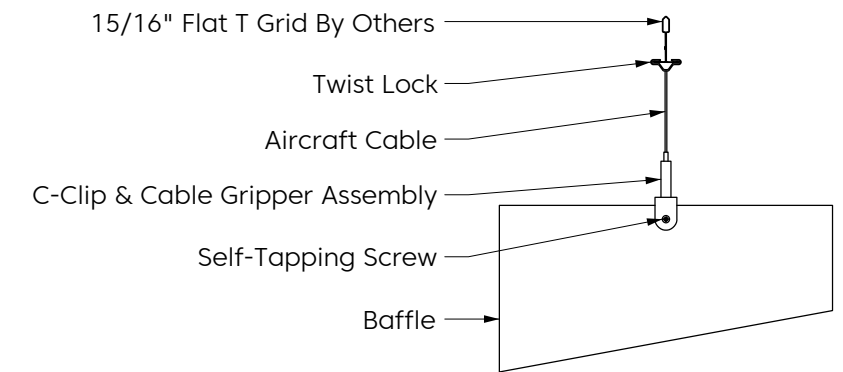 15/16" Flat T Grid By Others
Twist Lock
Aircraft Cable
C-Clip & Cable Gripper Assembly
Self-Tapping Screw
Baffle